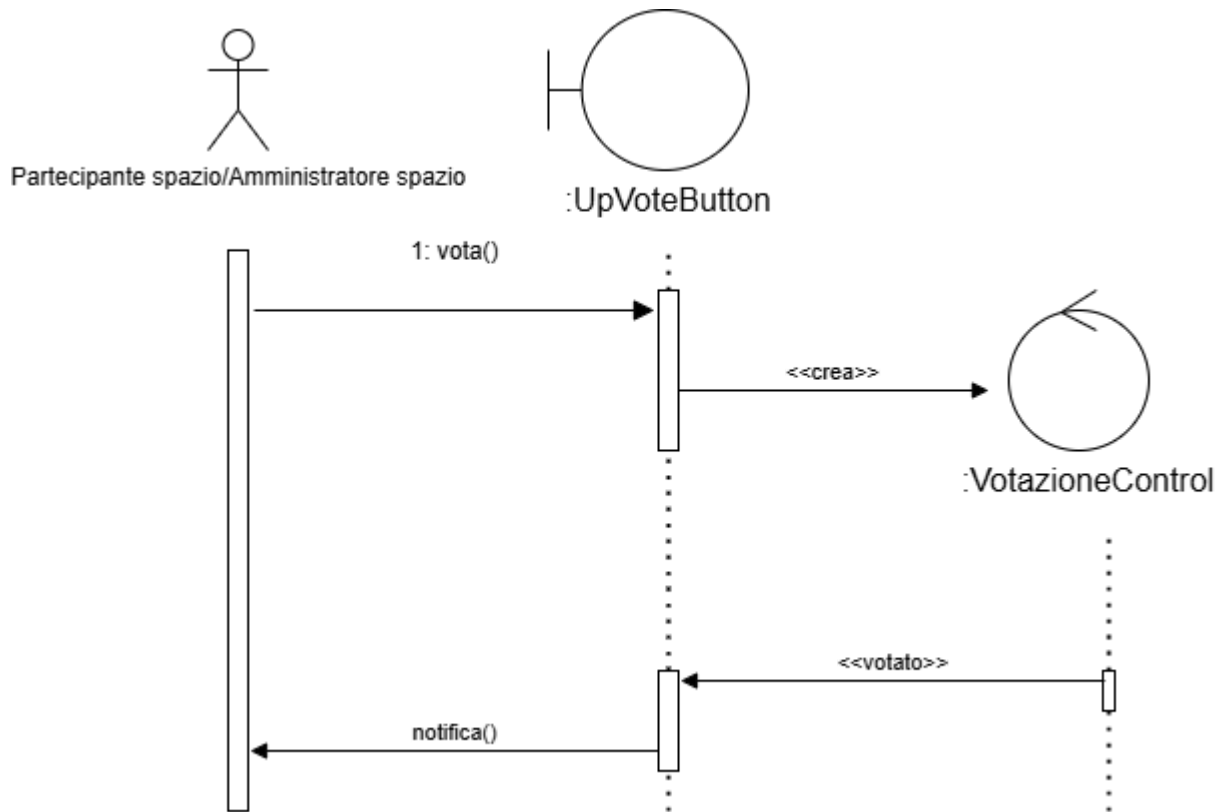 Partecipante spazio/Amministratore spazio
:UpVoteButton
1: vota()
<<crea>>
:VotazioneControl
<<votato>>
notifica()